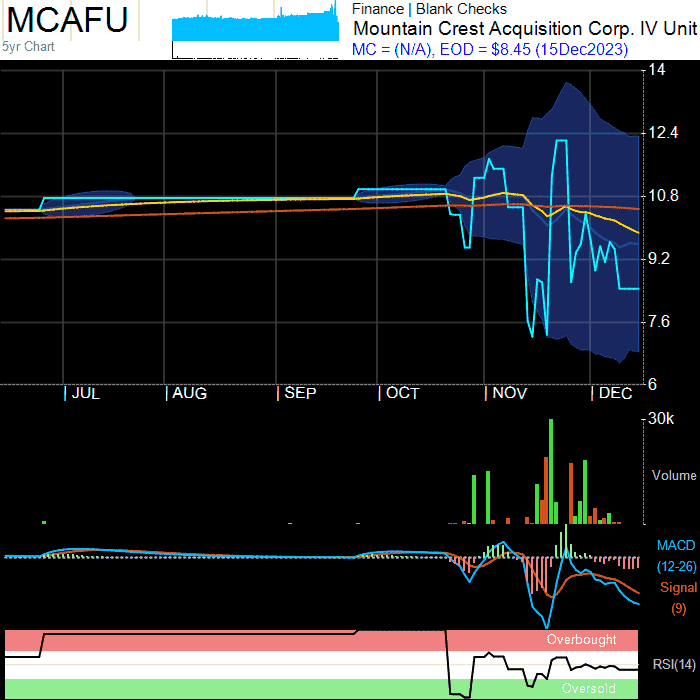 MCAFU
5yr Chart
Finance | Blank Checks
Mountain Crest Acquisition Corp. IV Unit
MC = (N/A), EOD = $8.45 (15Dec2023)
14
12.4
10.8
9.2
7.6
6
JUL AUG SEP OCT NOV DEC
30k
Volume
MACD
(12-26)
Signal
(9)
Overbought
RSI(14)
Oversold